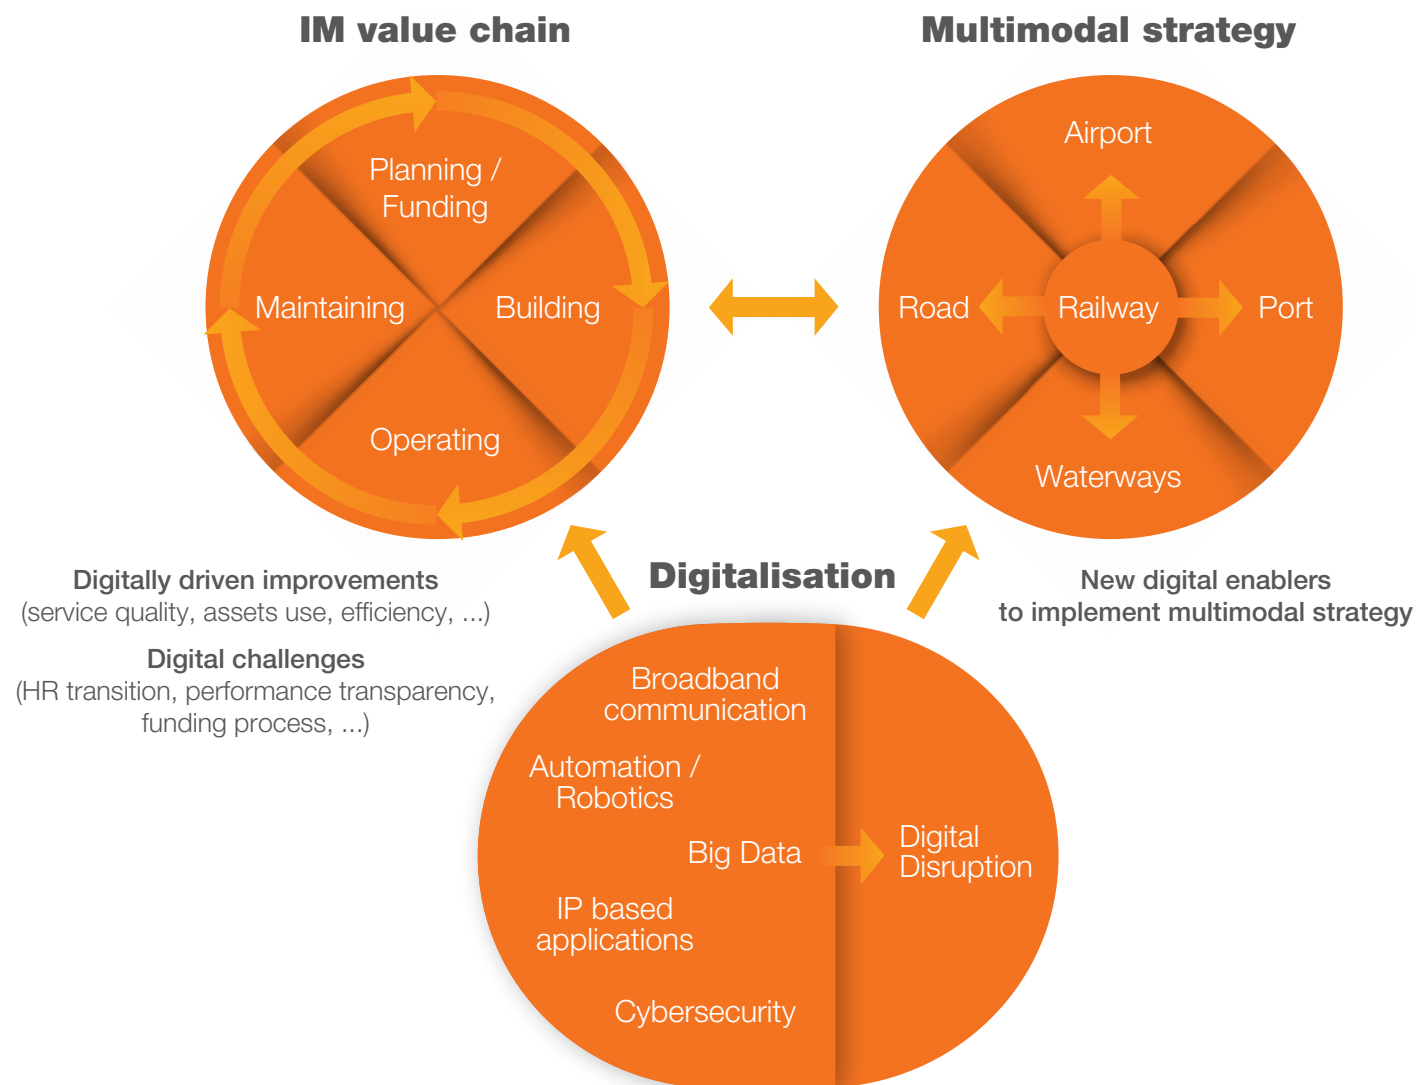 IM value chain
Planning /
Funding
Maintaining
Building
Operating
Multimodal strategy
Airport
Road
Railway
Port
Waterways
Digitally driven improvements
(service quality, assets use, efficiency, ...)
Digital challenges
(HR transition, performance transparency,
funding process, ...)
Digitalisation
New digital enablers
to implement multimodal strategy
Broadband
communication
Automation /
Robotics
Big Data
IP based
applications
Cybersecurity
Digital
Disruption